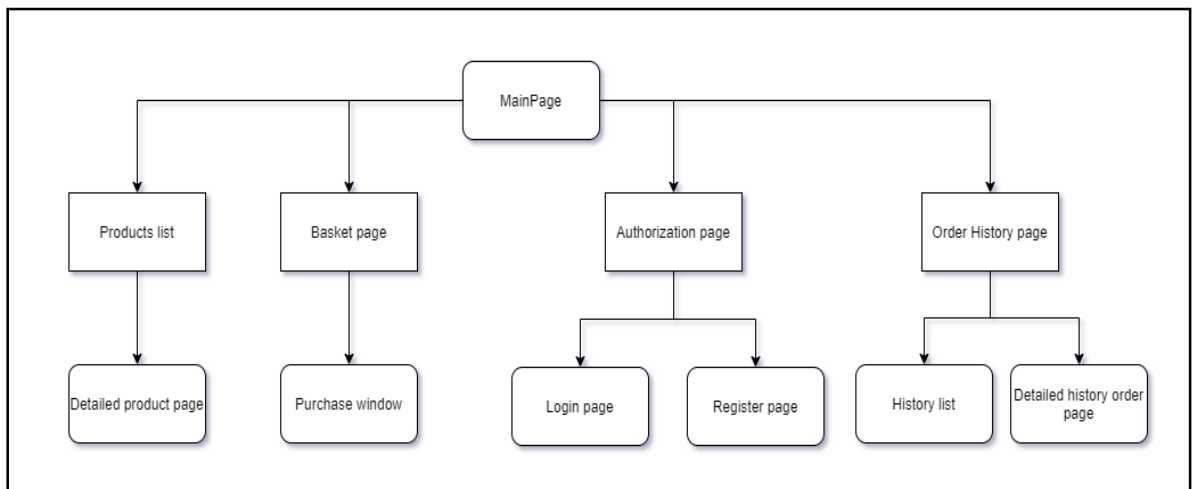 MainPage
Products list
Basket page
Authorization page
Order History page
Detailed product page
Purchase window
Login page
Register page
History list
Detailed history order
page